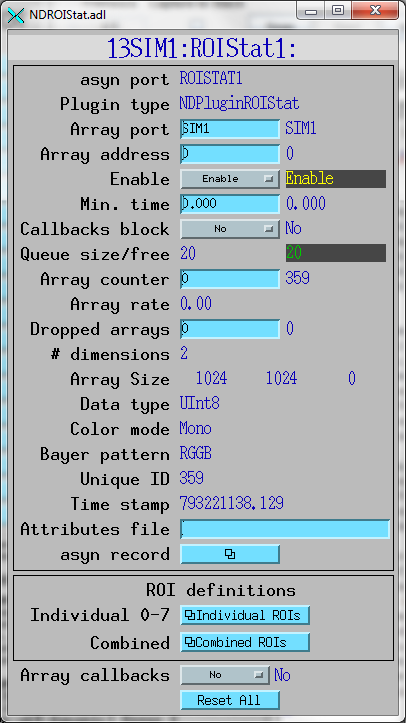 NDROIStat.adl
13SIM1:ROIStat1:
asyn port ROISTAT1
Plugin type NDPluginROIStat
Array port SIM1 SIM1
Array address 0 0
Enable Enable Enable
Min. time 0.000 0.000
Callbacks block No No
Queue size/free 20 20
Array counter 0 359
Array rate 0.00
Dropped arrays 0 0
# dimensions 2
Array Size 1024 1024 0
Data type UInt8
Color mode Mono
Bayer pattern RGGB
Unique ID 359
Time stamp 793221138.129
Attributes file
asyn record
ROI definitions
Individual 0-7 Individual ROIs
Combined Combined ROIs
Array callbacks No No
Reset All